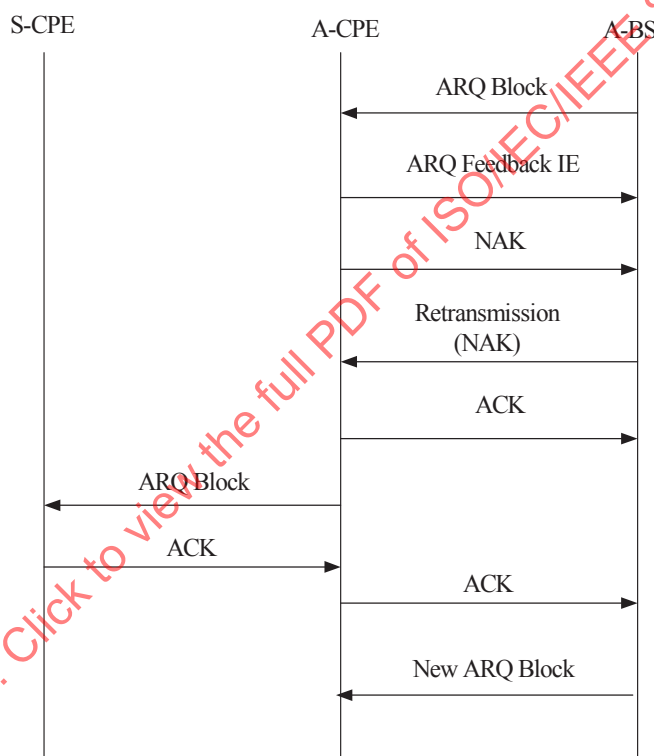 S-CPE
A-CPE
A-BS
ARQ Block
ARQ Feedback IE
NAK
Retransmission
(NAK)
ACK
ARQ Block
ACK
ACK
New ARQ Block
. Click to view the full PDF of ISO/IEC/IEEE